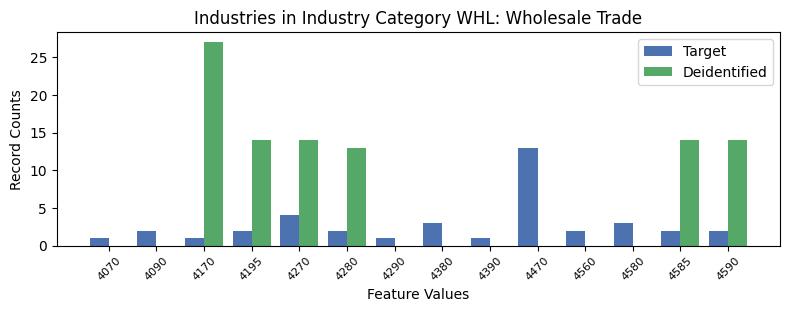 Industries in Industry Category WHL: Wholesale Trade
Target
Deidentified
Record Counts
25
20
15
10
5
0
4070 4090 4170 4195 4270 4280 4290 4380 4390 4470 4560 4580 4585 4590
Feature Values